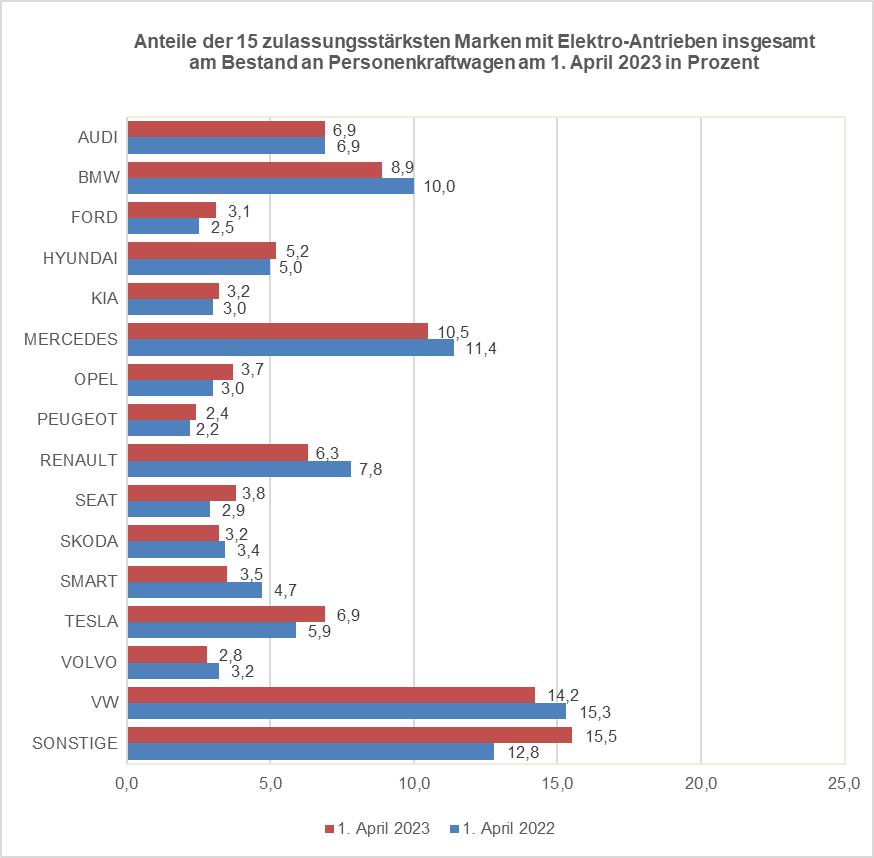 Anteile der 15 zulassungsstärksten Marken mit Elektro-Antrieben insgesamt
am Bestand an Personenkraftwagen am 1. April 2023 in Prozent
AUDI 6,9
6,9
BMW 8,9
10,0
FORD 3,1
2,5
HYUNDAI 5,2
5,0
KIA 3,2
3,0
MERCEDES 10,5
11,4
OPEL 3,7
3,0
PEUGEOT 2,4
2,2
RENAULT 6,3
7,8
SEAT 3,8
2,9
SKODA 3,2
3,4
SMART 3,5
4,7
TESLA 6,9
5,9
VOLVO 2,8
3,2
VW 14,2
15,3
SONSTIGE 15,5
12,8
0,0 5,0 10,0 15,0 20,0 25,0
1. April 2023 1. April 2022